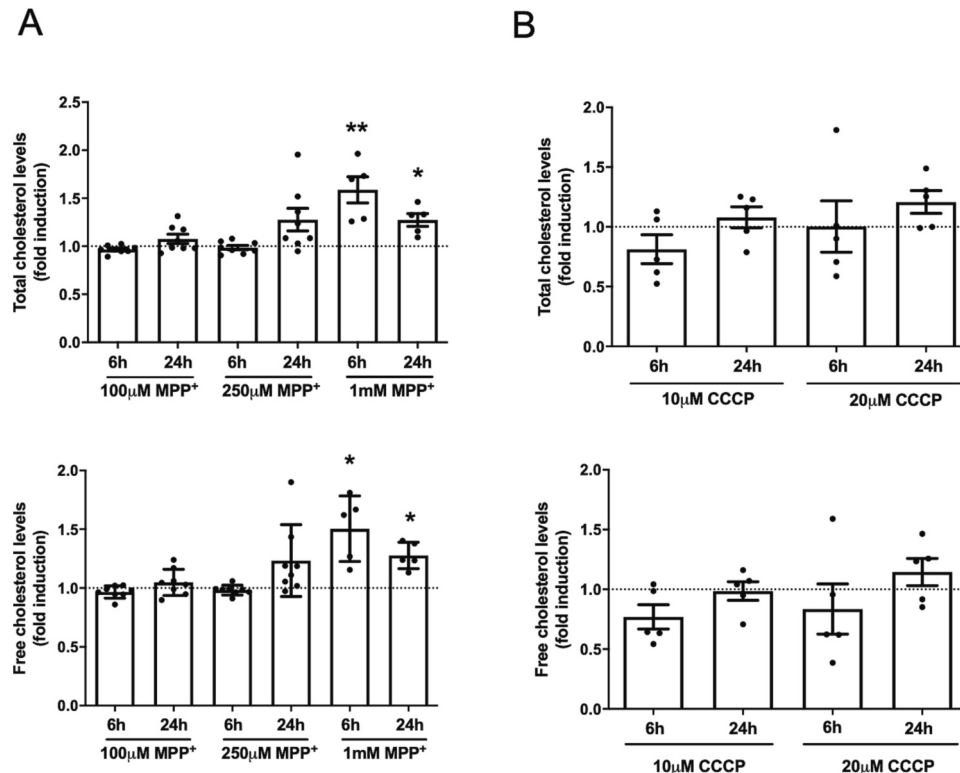 A
Total cholesterol levels
(fold induction)
2.5
2.0
1.5
1.0
0.5
0.0
** *
6h 24h 6h 24h 6h 24h
100μM MPP⁺ 250μM MPP⁺ 1mM MPP⁺
Free cholesterol levels
(fold induction)
2.0
1.5
1.0
0.5
0.0
* *
6h 24h 6h 24h 6h 24h
100μM MPP⁺ 250μM MPP⁺ 1mM MPP⁺
B
Total cholesterol levels
(fold induction)
2.0
1.5
1.0
0.5
0.0
6h 24h 6h 24h
10μM CCCP 20μM CCCP
Free cholesterol levels
(fold induction)
2.0
1.5
1.0
0.5
0.0
6h 24h 6h 24h
10μM CCCP 20μM CCCP